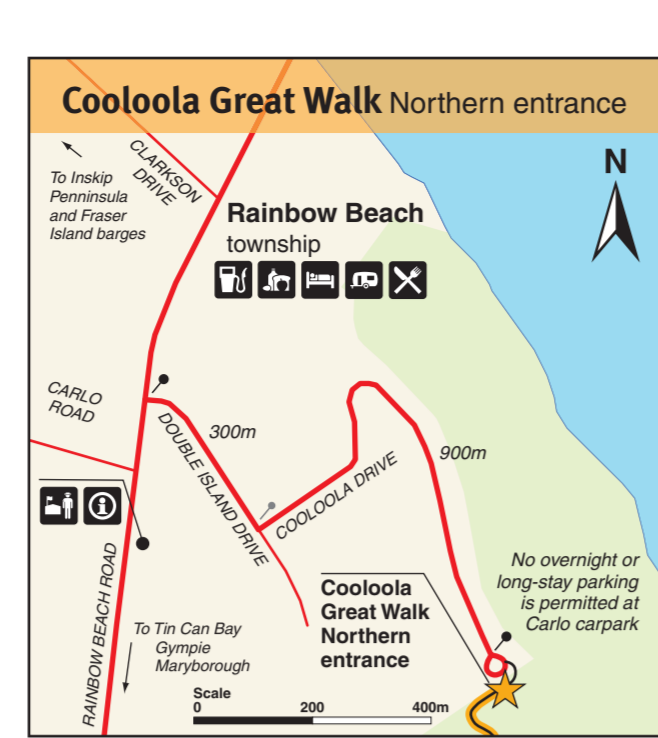 Cooloola Great Walk Northern entrance
N
CLARKSON
DRIVE
To Inskip
Penninsula
and Fraser
Island barges
Rainbow Beach
township
CARLO
ROAD
300m
DOUBLE ISLAND DRIVE
COOLOOLA DRIVE
900m
i
RAINBOW BEACH ROAD
To Tin Can Bay
Gympie
Maryborough
No overnight or
long-stay parking
is permitted at
Carlo carpark
Cooloola
Great Walk
Northern
entrance
Scale
0 200 400m